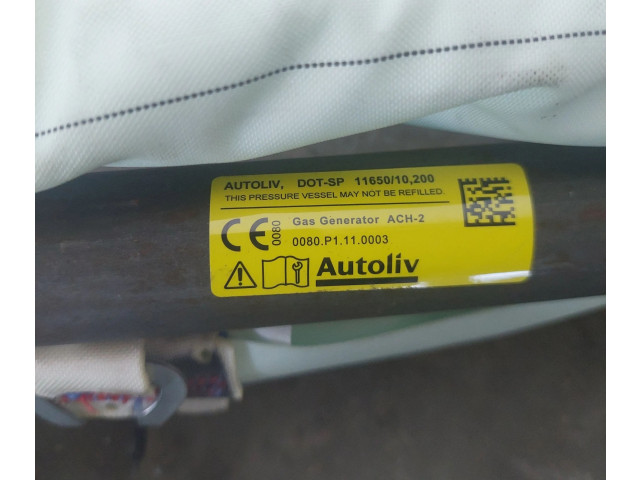 AUTOLIV, DOT-SP 11650/10,200
THIS PRESSURE VESSEL MAY NOT BE REFILLED.
CE 0080 Gas Generator ACH-2
0080.P1.11.0003
Autoliv